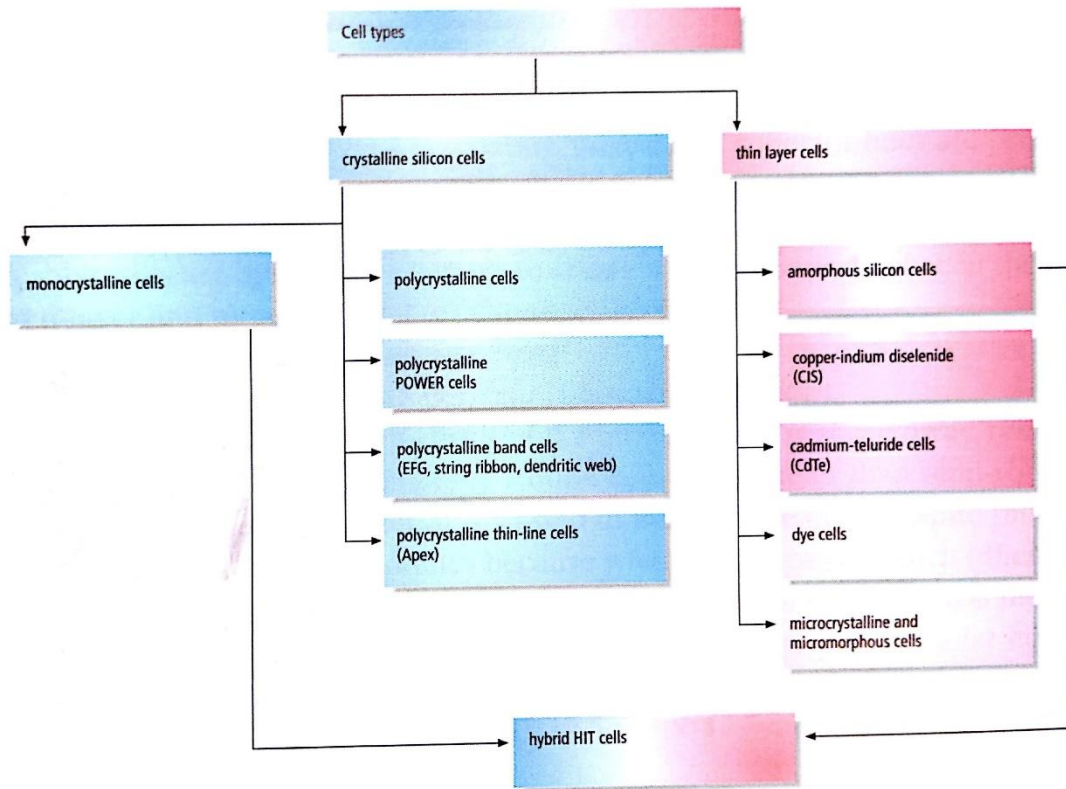 Cell types
crystalline silicon cells
thin layer cells
monocrystalline cells
polycrystalline cells
polycrystalline
POWER cells
polycrystalline band cells
(EFG, string ribbon, dendritic web)
polycrystalline thin-line cells
(Apex)
amorphous silicon cells
copper-indium diselenide
(CIS)
cadmium-teluride cells
(CdTe)
dye cells
microcrystalline and
micromorphous cells
hybrid HIT cells